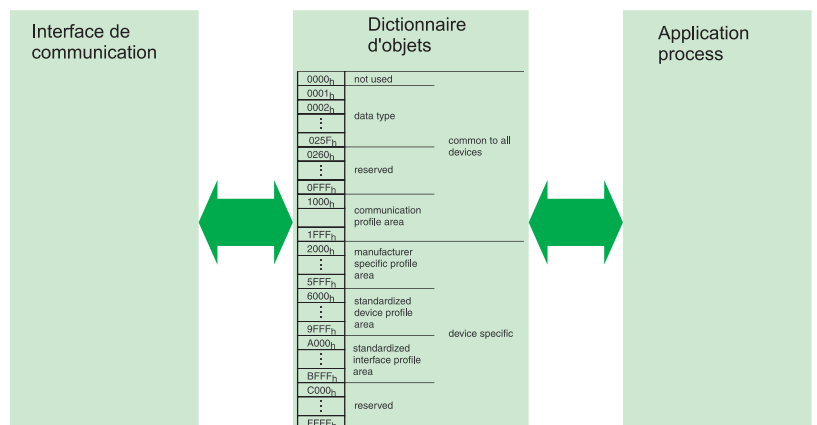 Interface de
communication
Dictionnaire
d'objets
Application
process
0000h not used
0001h
0002h
data type
025Fh
common to all
devices
0260h
reserved
0FFFh
1000h
communication
profile area
1FFFh
2000h
manufacturer
specific profile
area
5FFFh
6000h
standardized
device profile
area
9FFFh
device specific
A000h
standardized
interface profile
area
BFFFh
C000h
reserved
FFFFh